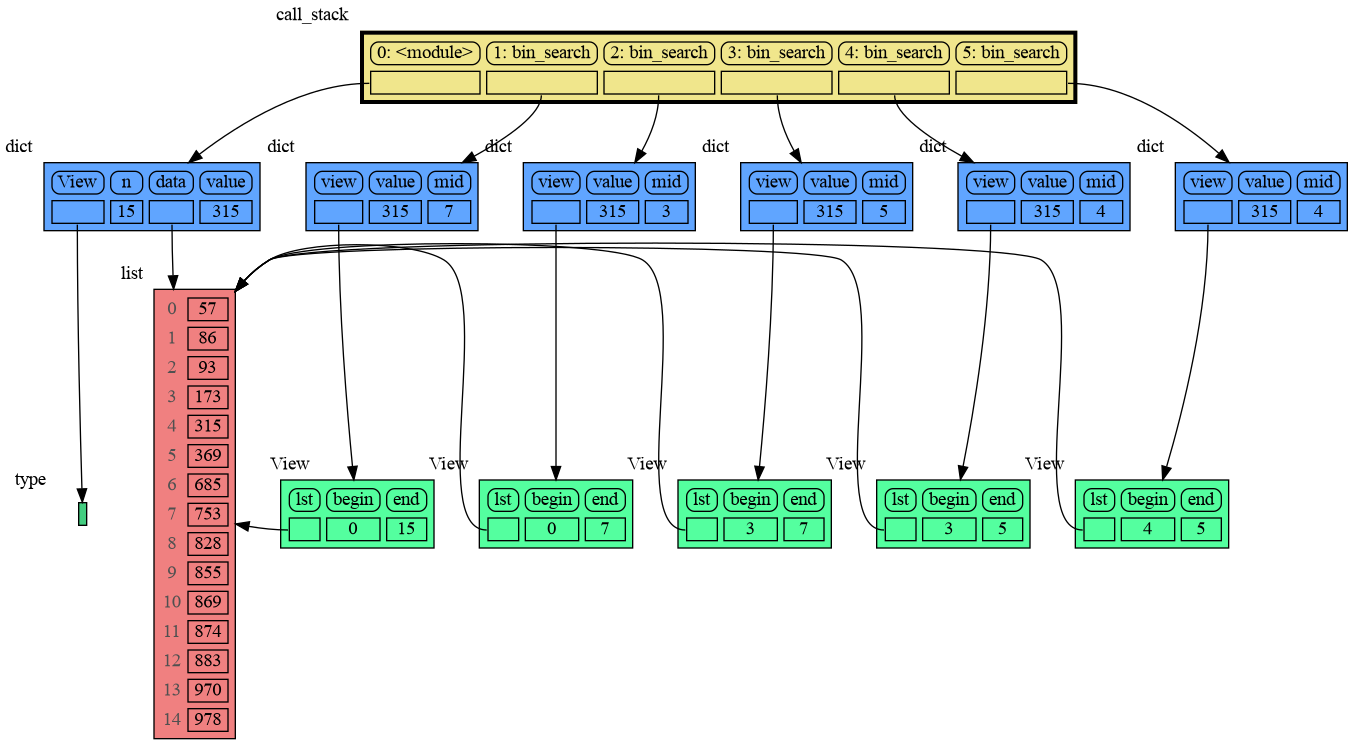 call_stack
0: <module> 1: bin_search 2: bin_search 3: bin_search 4: bin_search 5: bin_search
dict dict dict dict dict dict
View n data value
15 315
view value mid
315 7
view value mid
315 3
view value mid
315 5
view value mid
315 4
view value mid
315 4
list
0 57
1 86
2 93
3 173
4 315
5 369
6 685
7 753
8 828
9 855
10 869
11 874
12 883
13 970
14 978
type
View
lst begin end
0 15
View
lst begin end
0 7
View
lst begin end
3 7
View
lst begin end
3 5
View
lst begin end
4 5